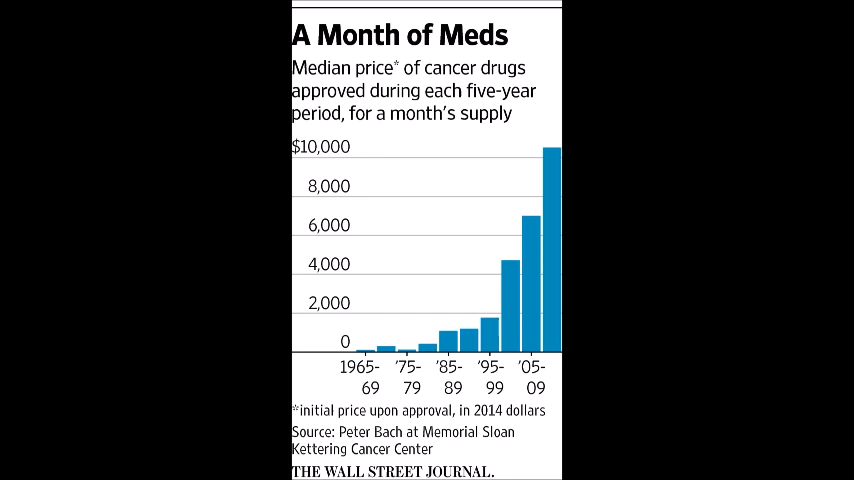 A Month of Meds
Median price* of cancer drugs
approved during each five-year
period, for a month's supply
$10,000
8,000
6,000
4,000
2,000
0
1965- '75- '85- '95- '05-
69 79 89 99 09
*initial price upon approval, in 2014 dollars
Source: Peter Bach at Memorial Sloan
Kettering Cancer Center
THE WALL STREET JOURNAL.